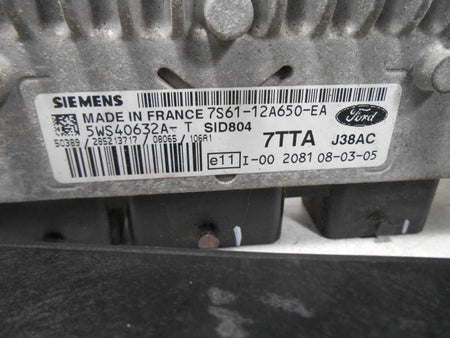 SIEMENS
MADE IN FRANCE 7S61-12A650-EA
Ford
5WS40632A-T SID804
7TTA J38AC
50389 / 285213717 / 08065 / 106A1
e11 I-00 2081 08-03-05